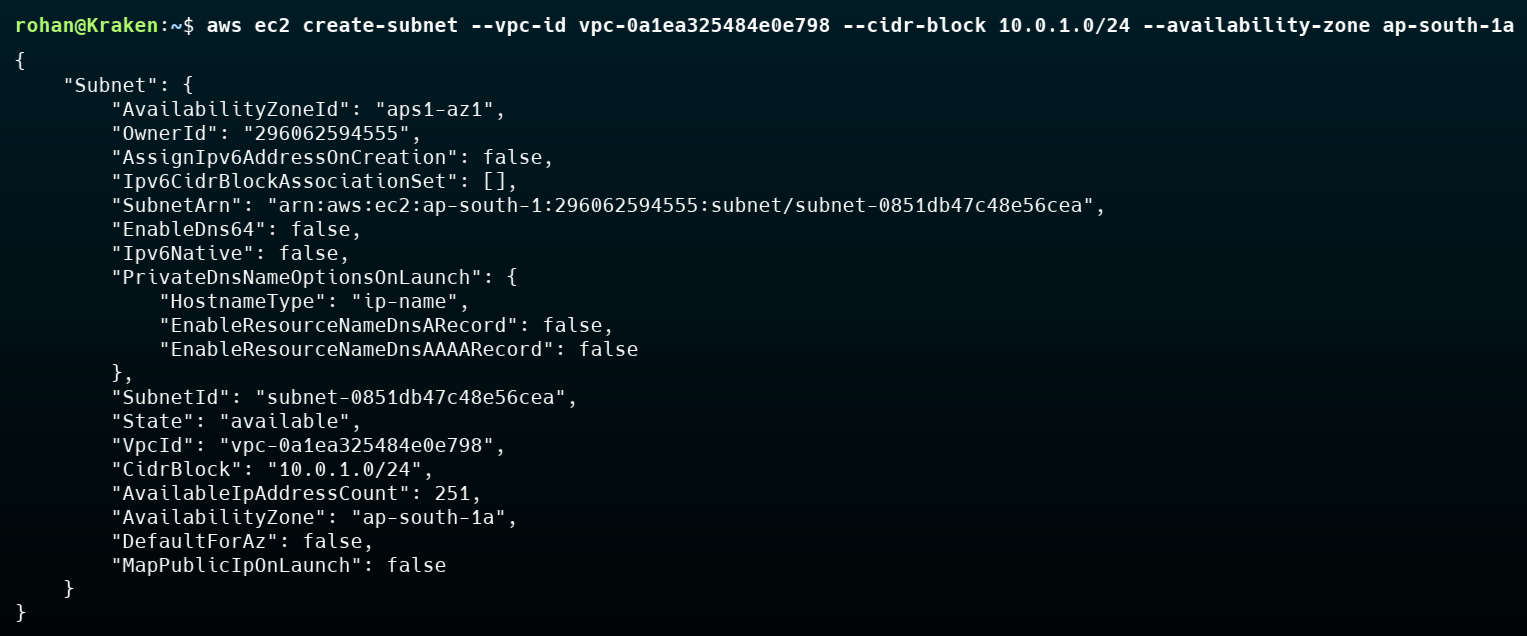 rohan@Kraken:~$ aws ec2 create-subnet --vpc-id vpc-0a1ea325484e0e798 --cidr-block 10.0.1.0/24 --availability-zone ap-south-1a
{
    "Subnet": {
        "AvailabilityZoneId": "aps1-az1",
        "OwnerId": "296062594555",
        "AssignIpv6AddressOnCreation": false,
        "Ipv6CidrBlockAssociationSet": [],
        "SubnetArn": "arn:aws:ec2:ap-south-1:296062594555:subnet/subnet-0851db47c48e56cea",
        "EnableDns64": false,
        "Ipv6Native": false,
        "PrivateDnsNameOptionsOnLaunch": {
            "HostnameType": "ip-name",
            "EnableResourceNameDnsARecord": false,
            "EnableResourceNameDnsAAAARecord": false
        },
        "SubnetId": "subnet-0851db47c48e56cea",
        "State": "available",
        "VpcId": "vpc-0a1ea325484e0e798",
        "CidrBlock": "10.0.1.0/24",
        "AvailableIpAddressCount": 251,
        "AvailabilityZone": "ap-south-1a",
        "DefaultForAz": false,
        "MapPublicIpOnLaunch": false
    }
}